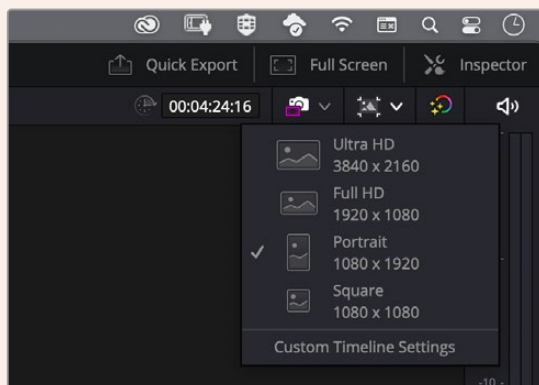 Quick Export
Full Screen
Inspector
00:04:24:16
Ultra HD
3840 x 2160
Full HD
1920 x 1080
Portrait
1080 x 1920
Square
1080 x 1080
Custom Timeline Settings
-10